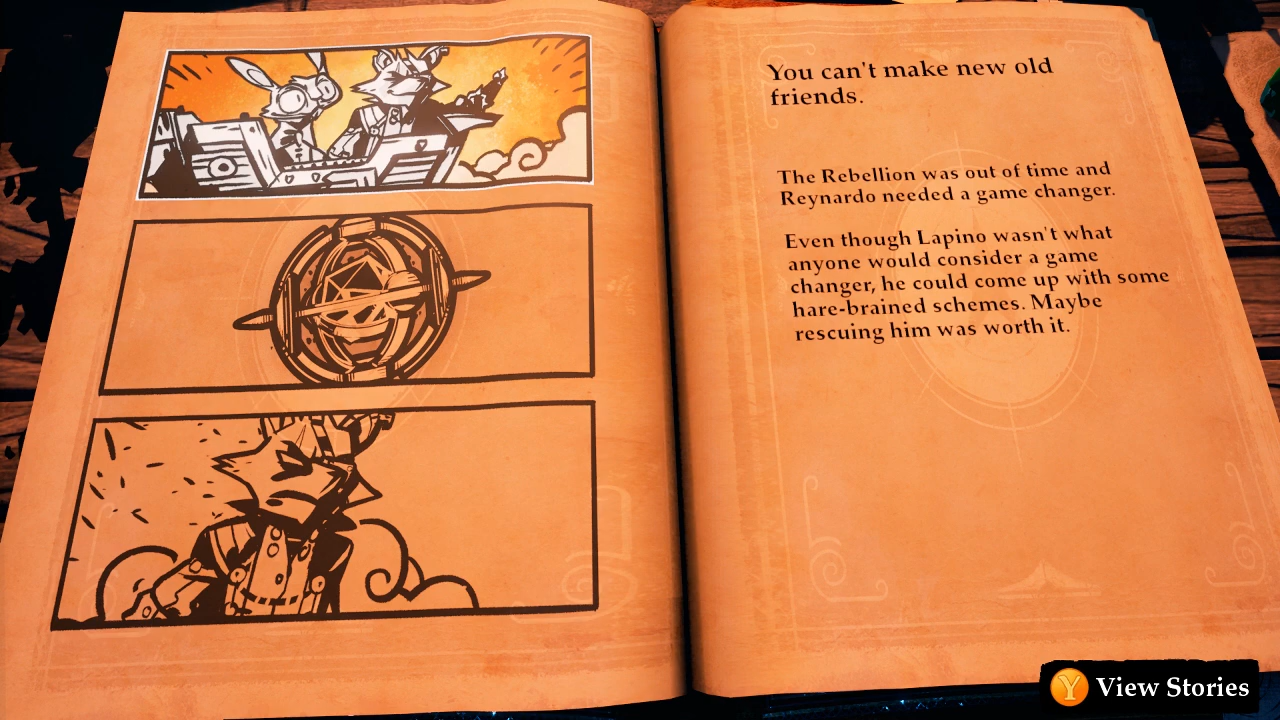 You can't make new old
friends.
The Rebellion was out of time and
Reynardo needed a game changer.
Even though Lapino wasn't what
anyone would consider a game
changer, he could come up with some
hare-brained schemes. Maybe
rescuing him was worth it.
Y View Stories